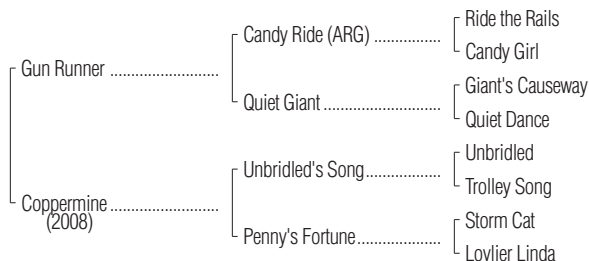 Ride the Rails
Candy Ride (ARG) ................
Candy Girl
Gun Runner ........................
Giant's Causeway
Quiet Giant ..........................
Quiet Dance
Unbridled
Unbridled's Song.................
Trolley Song
Coppermine ........................
(2008)
Storm Cat
Penny's Fortune...................
Lovlier Linda